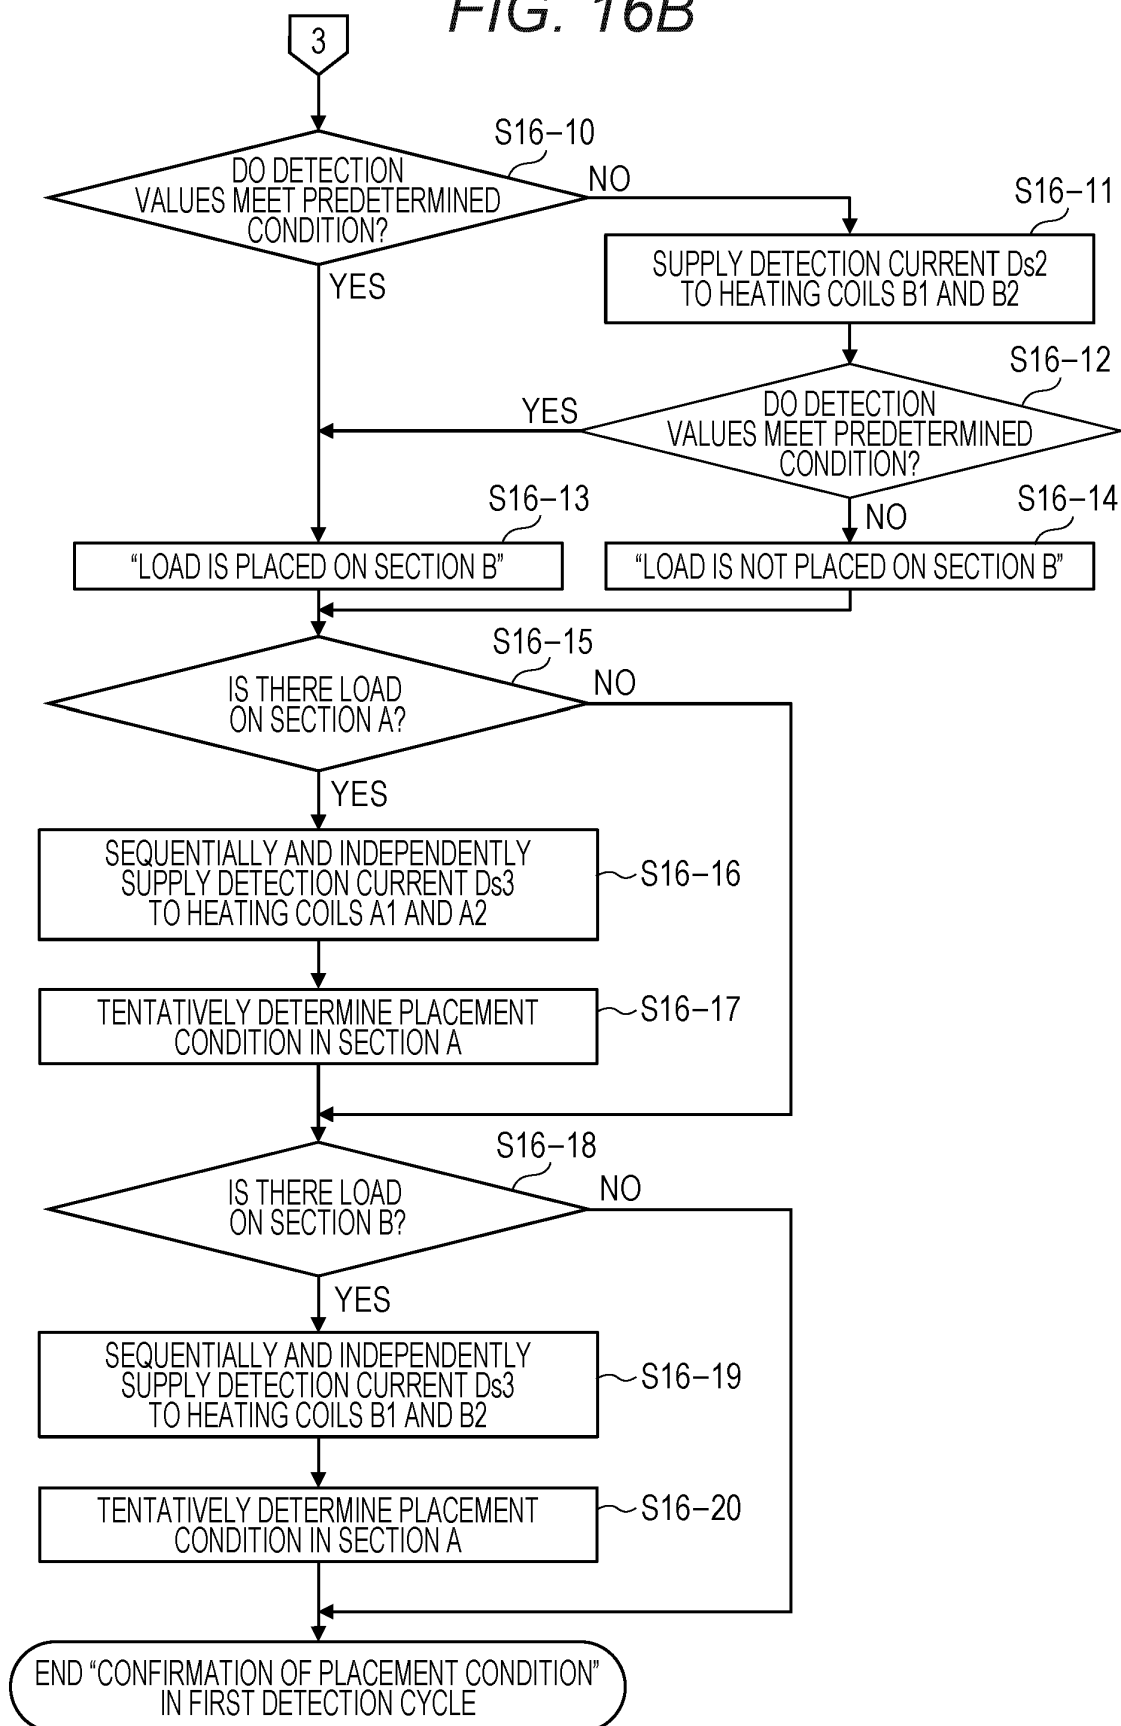 FIG. 16B
3
S16-10
DO DETECTION
VALUES MEET PREDETERMINED
CONDITION?
NO
YES
S16-11
SUPPLY DETECTION CURRENT Ds2
TO HEATING COILS B1 AND B2
S16-12
DO DETECTION
VALUES MEET PREDETERMINED
CONDITION?
YES
NO
S16-13
"LOAD IS PLACED ON SECTION B"
S16-14
"LOAD IS NOT PLACED ON SECTION B"
S16-15
IS THERE LOAD
ON SECTION A?
NO
YES
SEQUENTIALLY AND INDEPENDENTLY
SUPPLY DETECTION CURRENT Ds3
TO HEATING COILS A1 AND A2
S16-16
TENTATIVELY DETERMINE PLACEMENT
CONDITION IN SECTION A
S16-17
S16-18
IS THERE LOAD
ON SECTION B?
NO
YES
SEQUENTIALLY AND INDEPENDENTLY
SUPPLY DETECTION CURRENT Ds3
TO HEATING COILS B1 AND B2
S16-19
TENTATIVELY DETERMINE PLACEMENT
CONDITION IN SECTION A
S16-20
END "CONFIRMATION OF PLACEMENT CONDITION"
IN FIRST DETECTION CYCLE